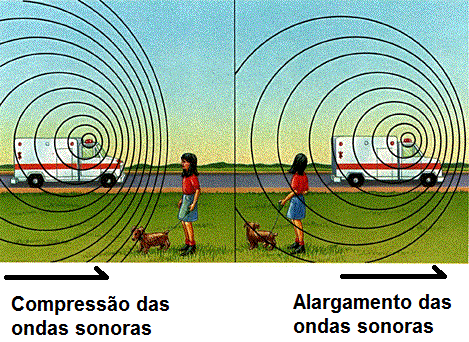 Compressão das
ondas sonoras
Alargamento das
ondas sonoras